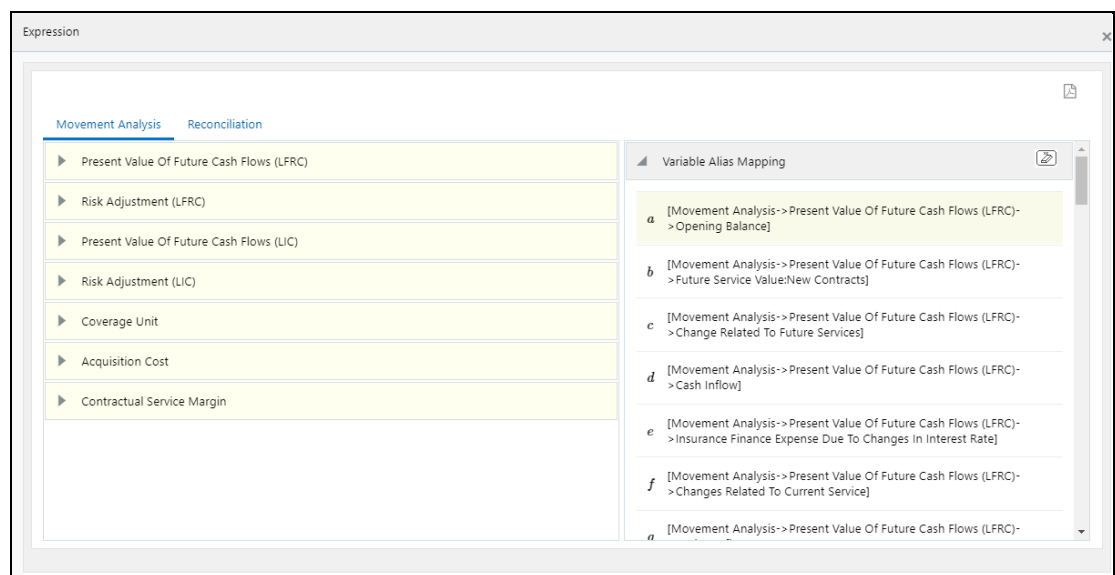 Expression
×
Movement Analysis Reconciliation
Present Value Of Future Cash Flows (LFRC)
Risk Adjustment (LFRC)
Present Value Of Future Cash Flows (LIC)
Risk Adjustment (LIC)
Coverage Unit
Acquisition Cost
Contractual Service Margin
Variable Alias Mapping
a [Movement Analysis->Present Value Of Future Cash Flows (LFRC)-
>Opening Balance]
b [Movement Analysis->Present Value Of Future Cash Flows (LFRC)-
>Future Service Value:New Contracts]
c [Movement Analysis->Present Value Of Future Cash Flows (LFRC)-
>Change Related To Future Services]
d [Movement Analysis->Present Value Of Future Cash Flows (LFRC)-
>Cash Inflow]
e [Movement Analysis->Present Value Of Future Cash Flows (LFRC)-
>Insurance Finance Expense Due To Changes In Interest Rate]
f [Movement Analysis->Present Value Of Future Cash Flows (LFRC)-
>Changes Related To Current Service]
g [Movement Analysis->Present Value Of Future Cash Flows (LFRC)-